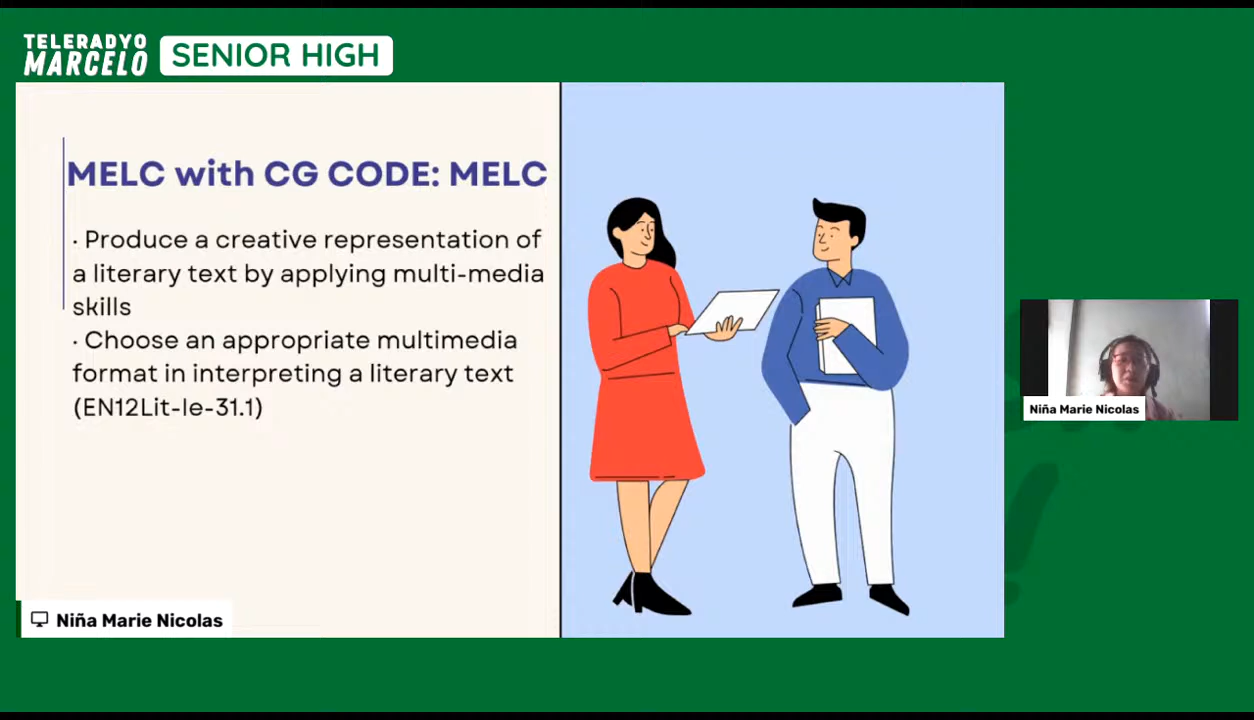 TELERADYO
MARCELO
SENIOR HIGH
MELC with CG CODE: MELC
· Produce a creative representation of
a literary text by applying multi-media
skills
· Choose an appropriate multimedia
format in interpreting a literary text
(EN12Lit-Ie-31.1)
Niña Marie Nicolas
Niña Marie Nicolas